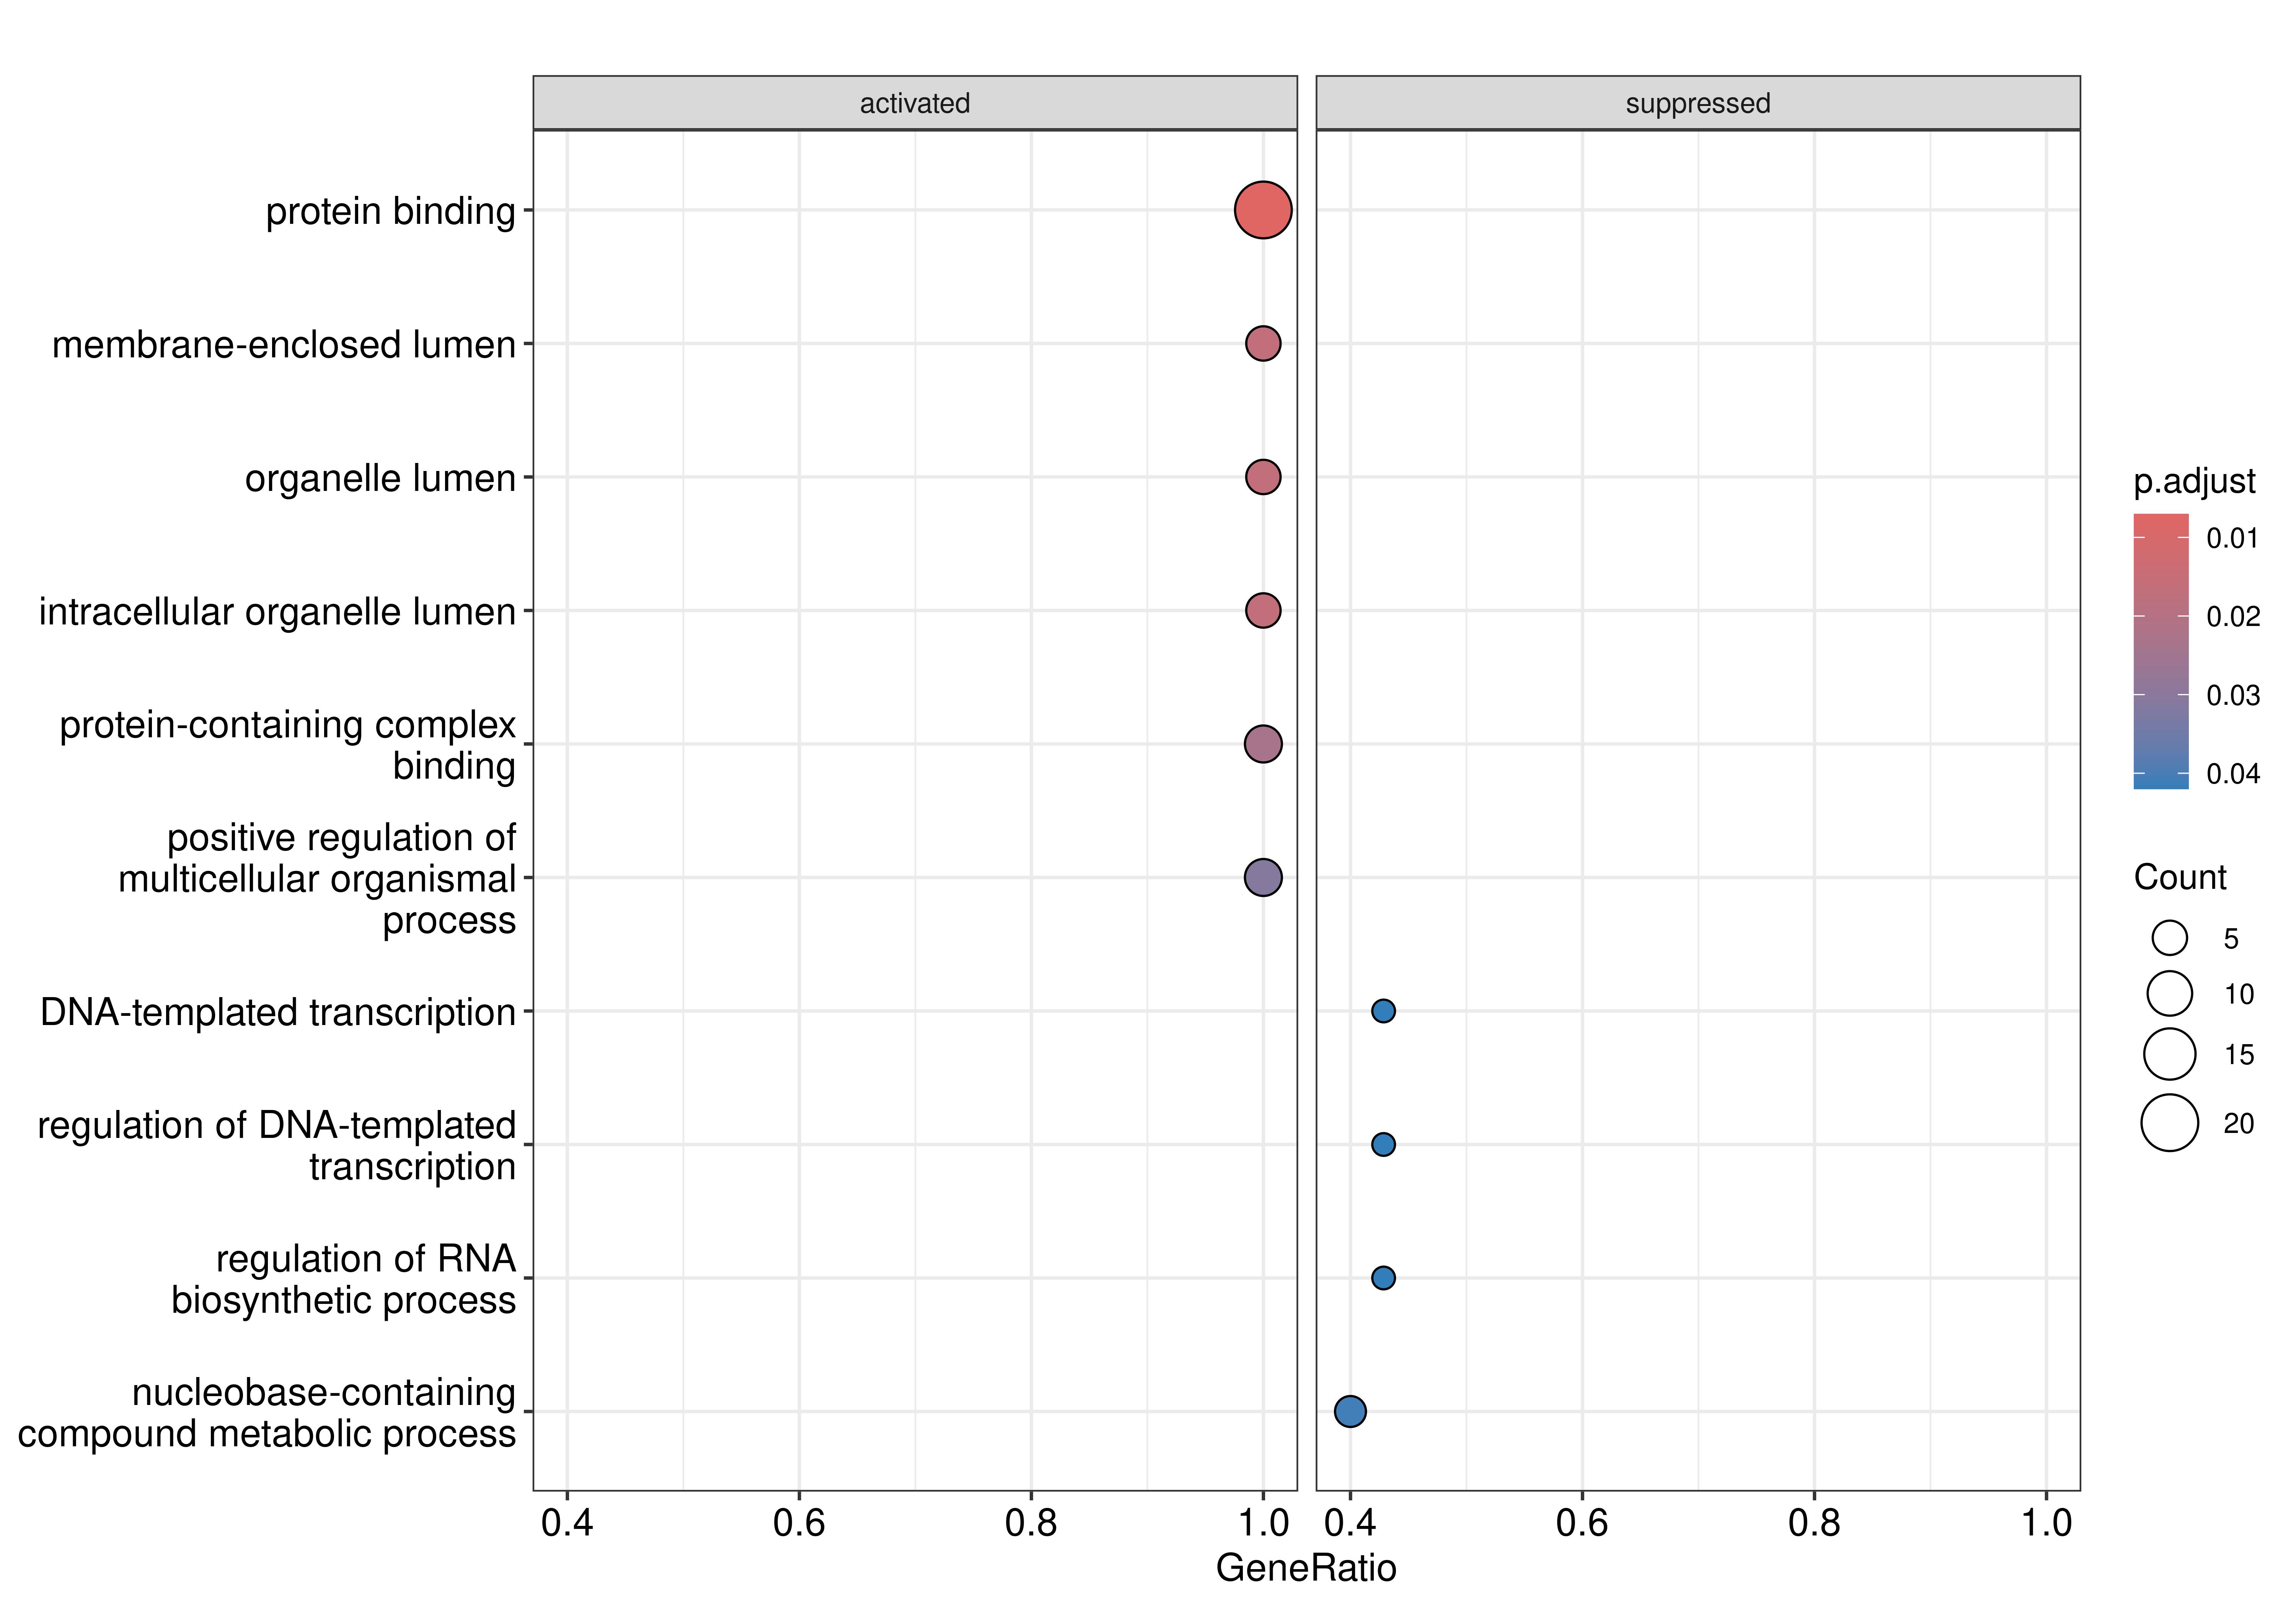 activated
suppressed
protein binding
membrane-enclosed lumen
organelle lumen
intracellular organelle lumen
protein-containing complex
binding
positive regulation of
multicellular organismal
process
DNA-templated transcription
regulation of DNA-templated
transcription
regulation of RNA
biosynthetic process
nucleobase-containing
compound metabolic process
0.4 0.6 0.8 1.0 0.4 0.6 0.8 1.0
GeneRatio
p.adjust
0.01
0.02
0.03
0.04
Count
5
10
15
20